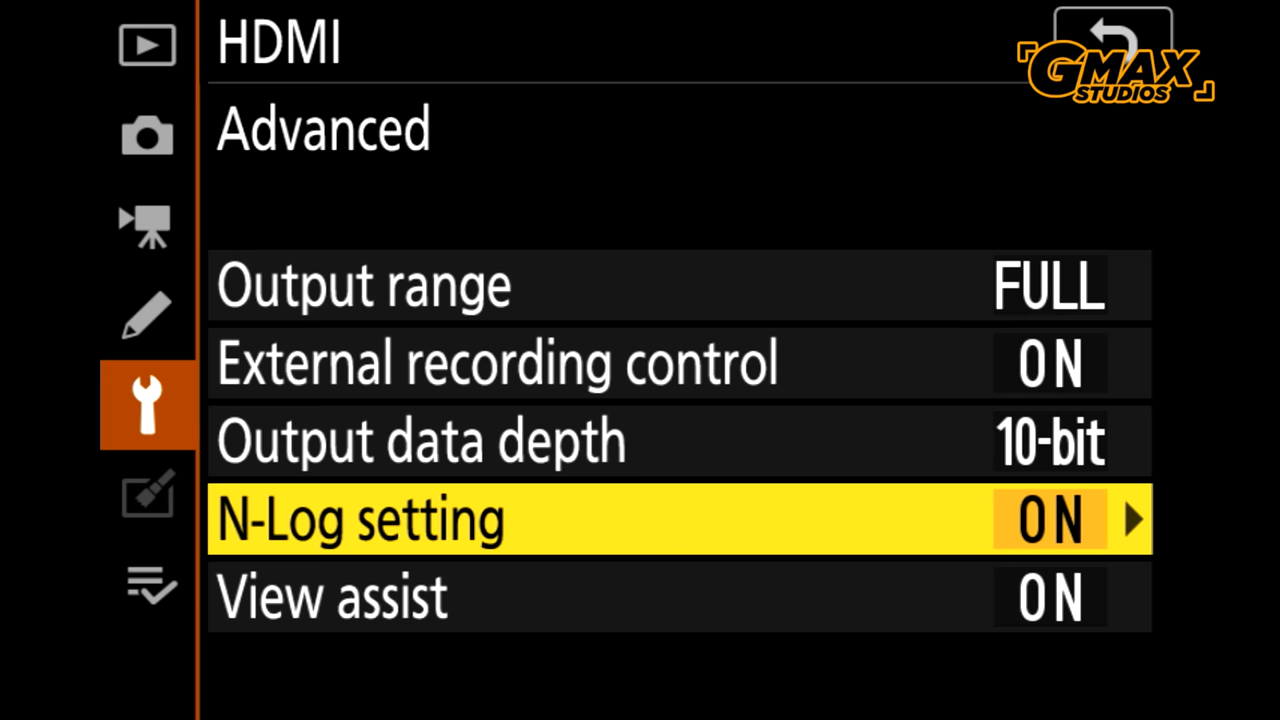 HDMI
GMAX
STUDIOS
Advanced
Output range FULL
External recording control ON
Output data depth 10-bit
N-Log setting ON
View assist ON